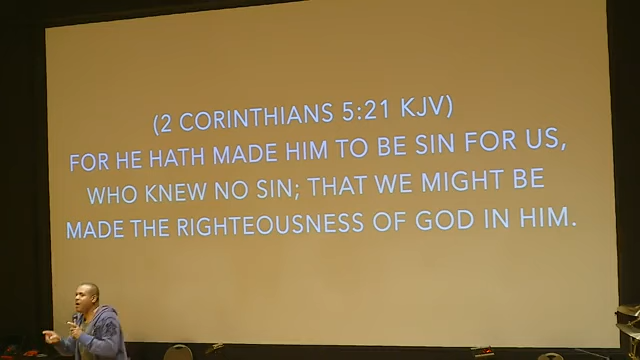 (2 CORINTHIANS 5:21 KJV)
FOR HE HATH MADE HIM TO BE SIN FOR US,
WHO KNEW NO SIN; THAT WE MIGHT BE
MADE THE RIGHTEOUSNESS OF GOD IN HIM.